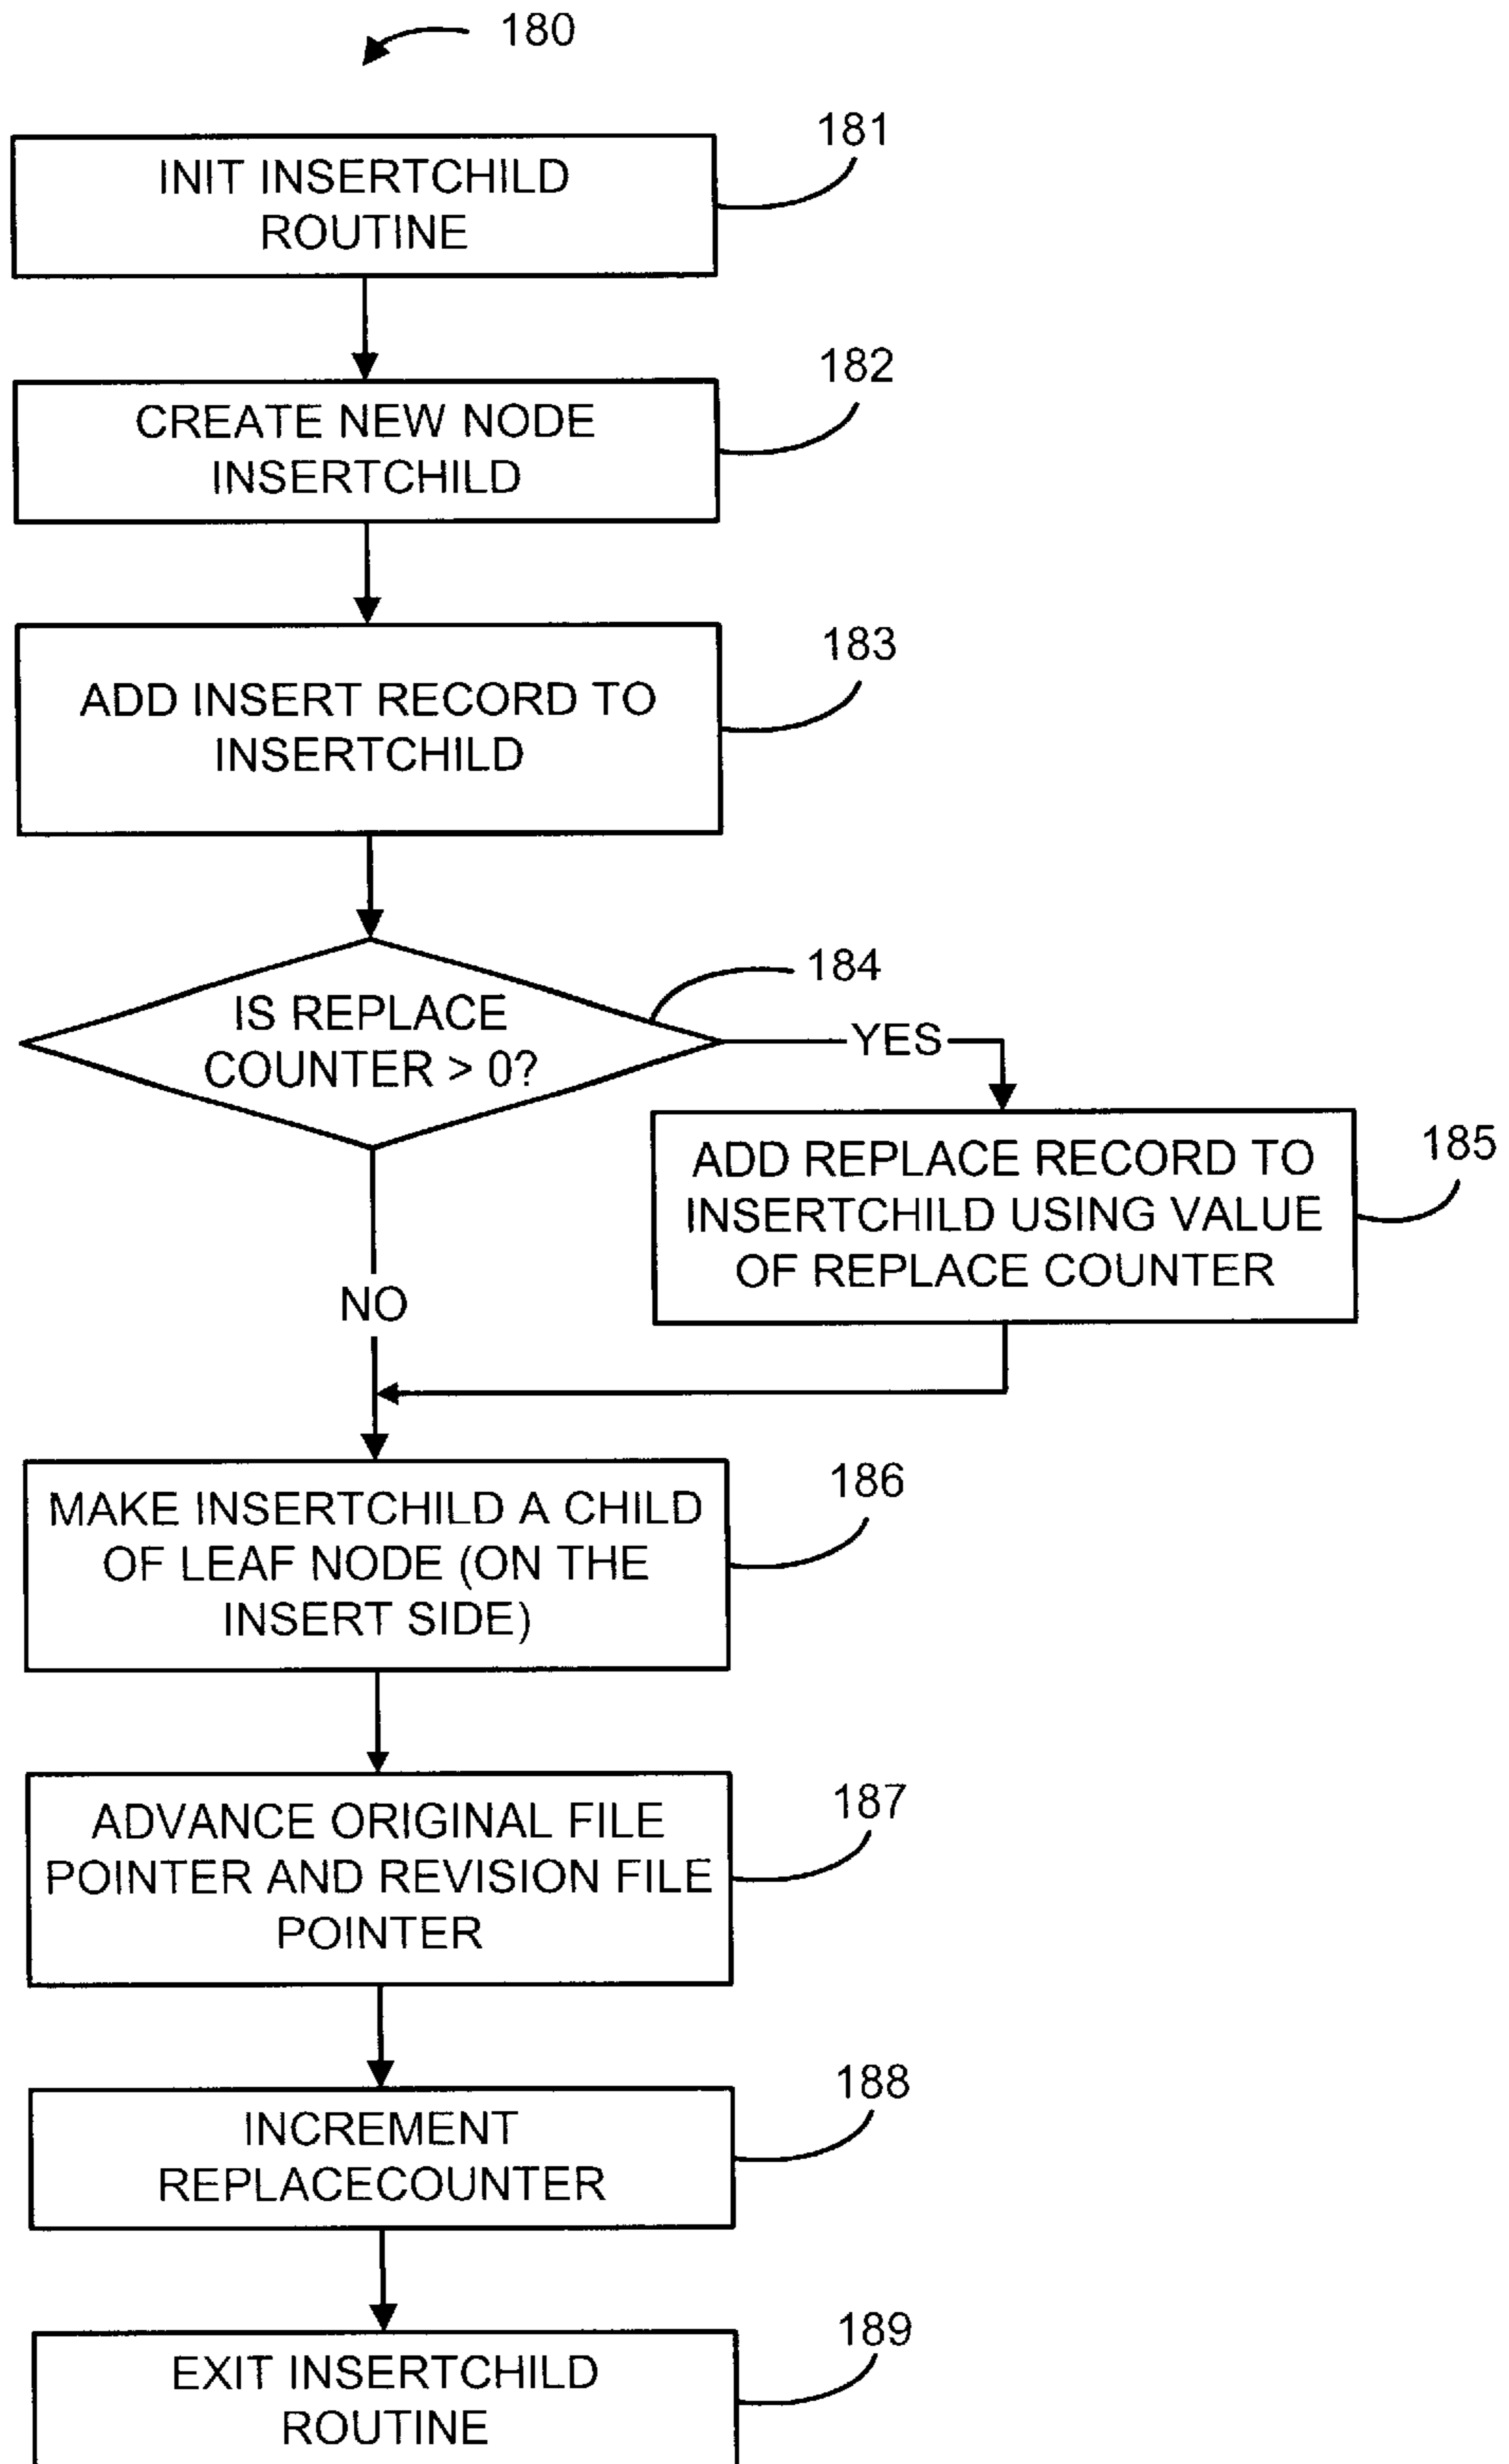 180
181
INIT INSERTCHILD
ROUTINE
182
CREATE NEW NODE
INSERTCHILD
183
ADD INSERT RECORD TO
INSERTCHILD
184
IS REPLACE
COUNTER > 0?
YES
185
ADD REPLACE RECORD TO
INSERTCHILD USING VALUE
OF REPLACE COUNTER
NO
186
MAKE INSERTCHILD A CHILD
OF LEAF NODE (ON THE
INSERT SIDE)
187
ADVANCE ORIGINAL FILE
POINTER AND REVISION FILE
POINTER
188
INCREMENT
REPLACECOUNTER
189
EXIT INSERTCHILD
ROUTINE